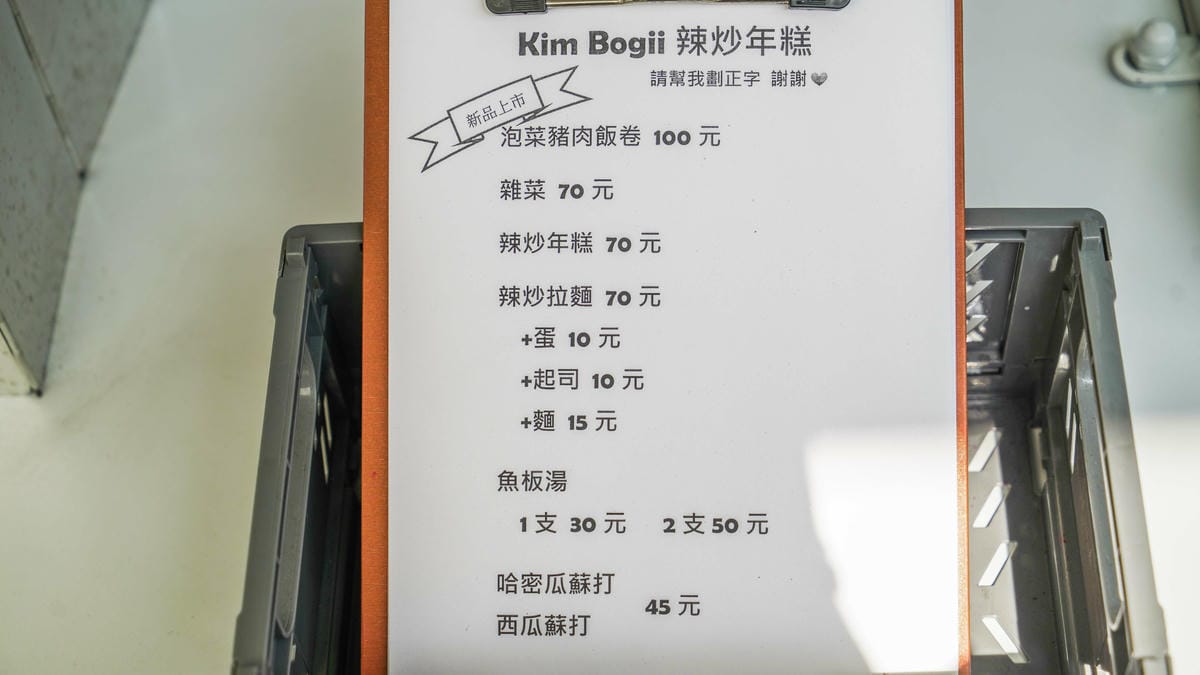 Kim Bogii 辣炒年糕
請幫我劃正字 謝謝
新品上市
泡菜豬肉飯卷 100 元
雜菜 70 元
辣炒年糕 70 元
辣炒拉麵 70 元
+蛋 10 元
+起司 10 元
+麵 15 元
魚板湯
1 支 30 元 2 支 50 元
哈密瓜蘇打
45 元
西瓜蘇打